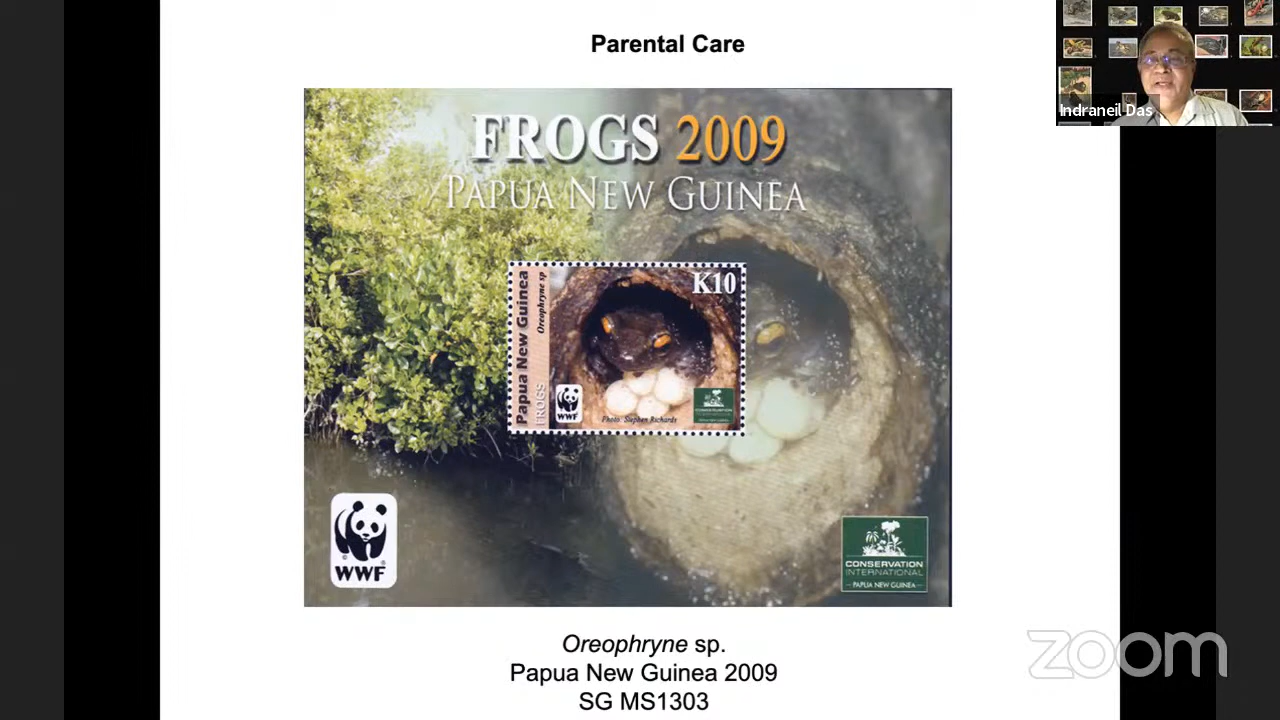 Parental Care
Indraneil Das
FROGS 2009
PAPUA NEW GUINEA
K10
Papua New Guinea
Oreophryne sp
FROGS
WWF
Photo: Stephen Richards
WWF
CONSERVATION
INTERNATIONAL
PAPUA NEW GUINEA
Oreophryne sp.
Papua New Guinea 2009
SG MS1303
zoom